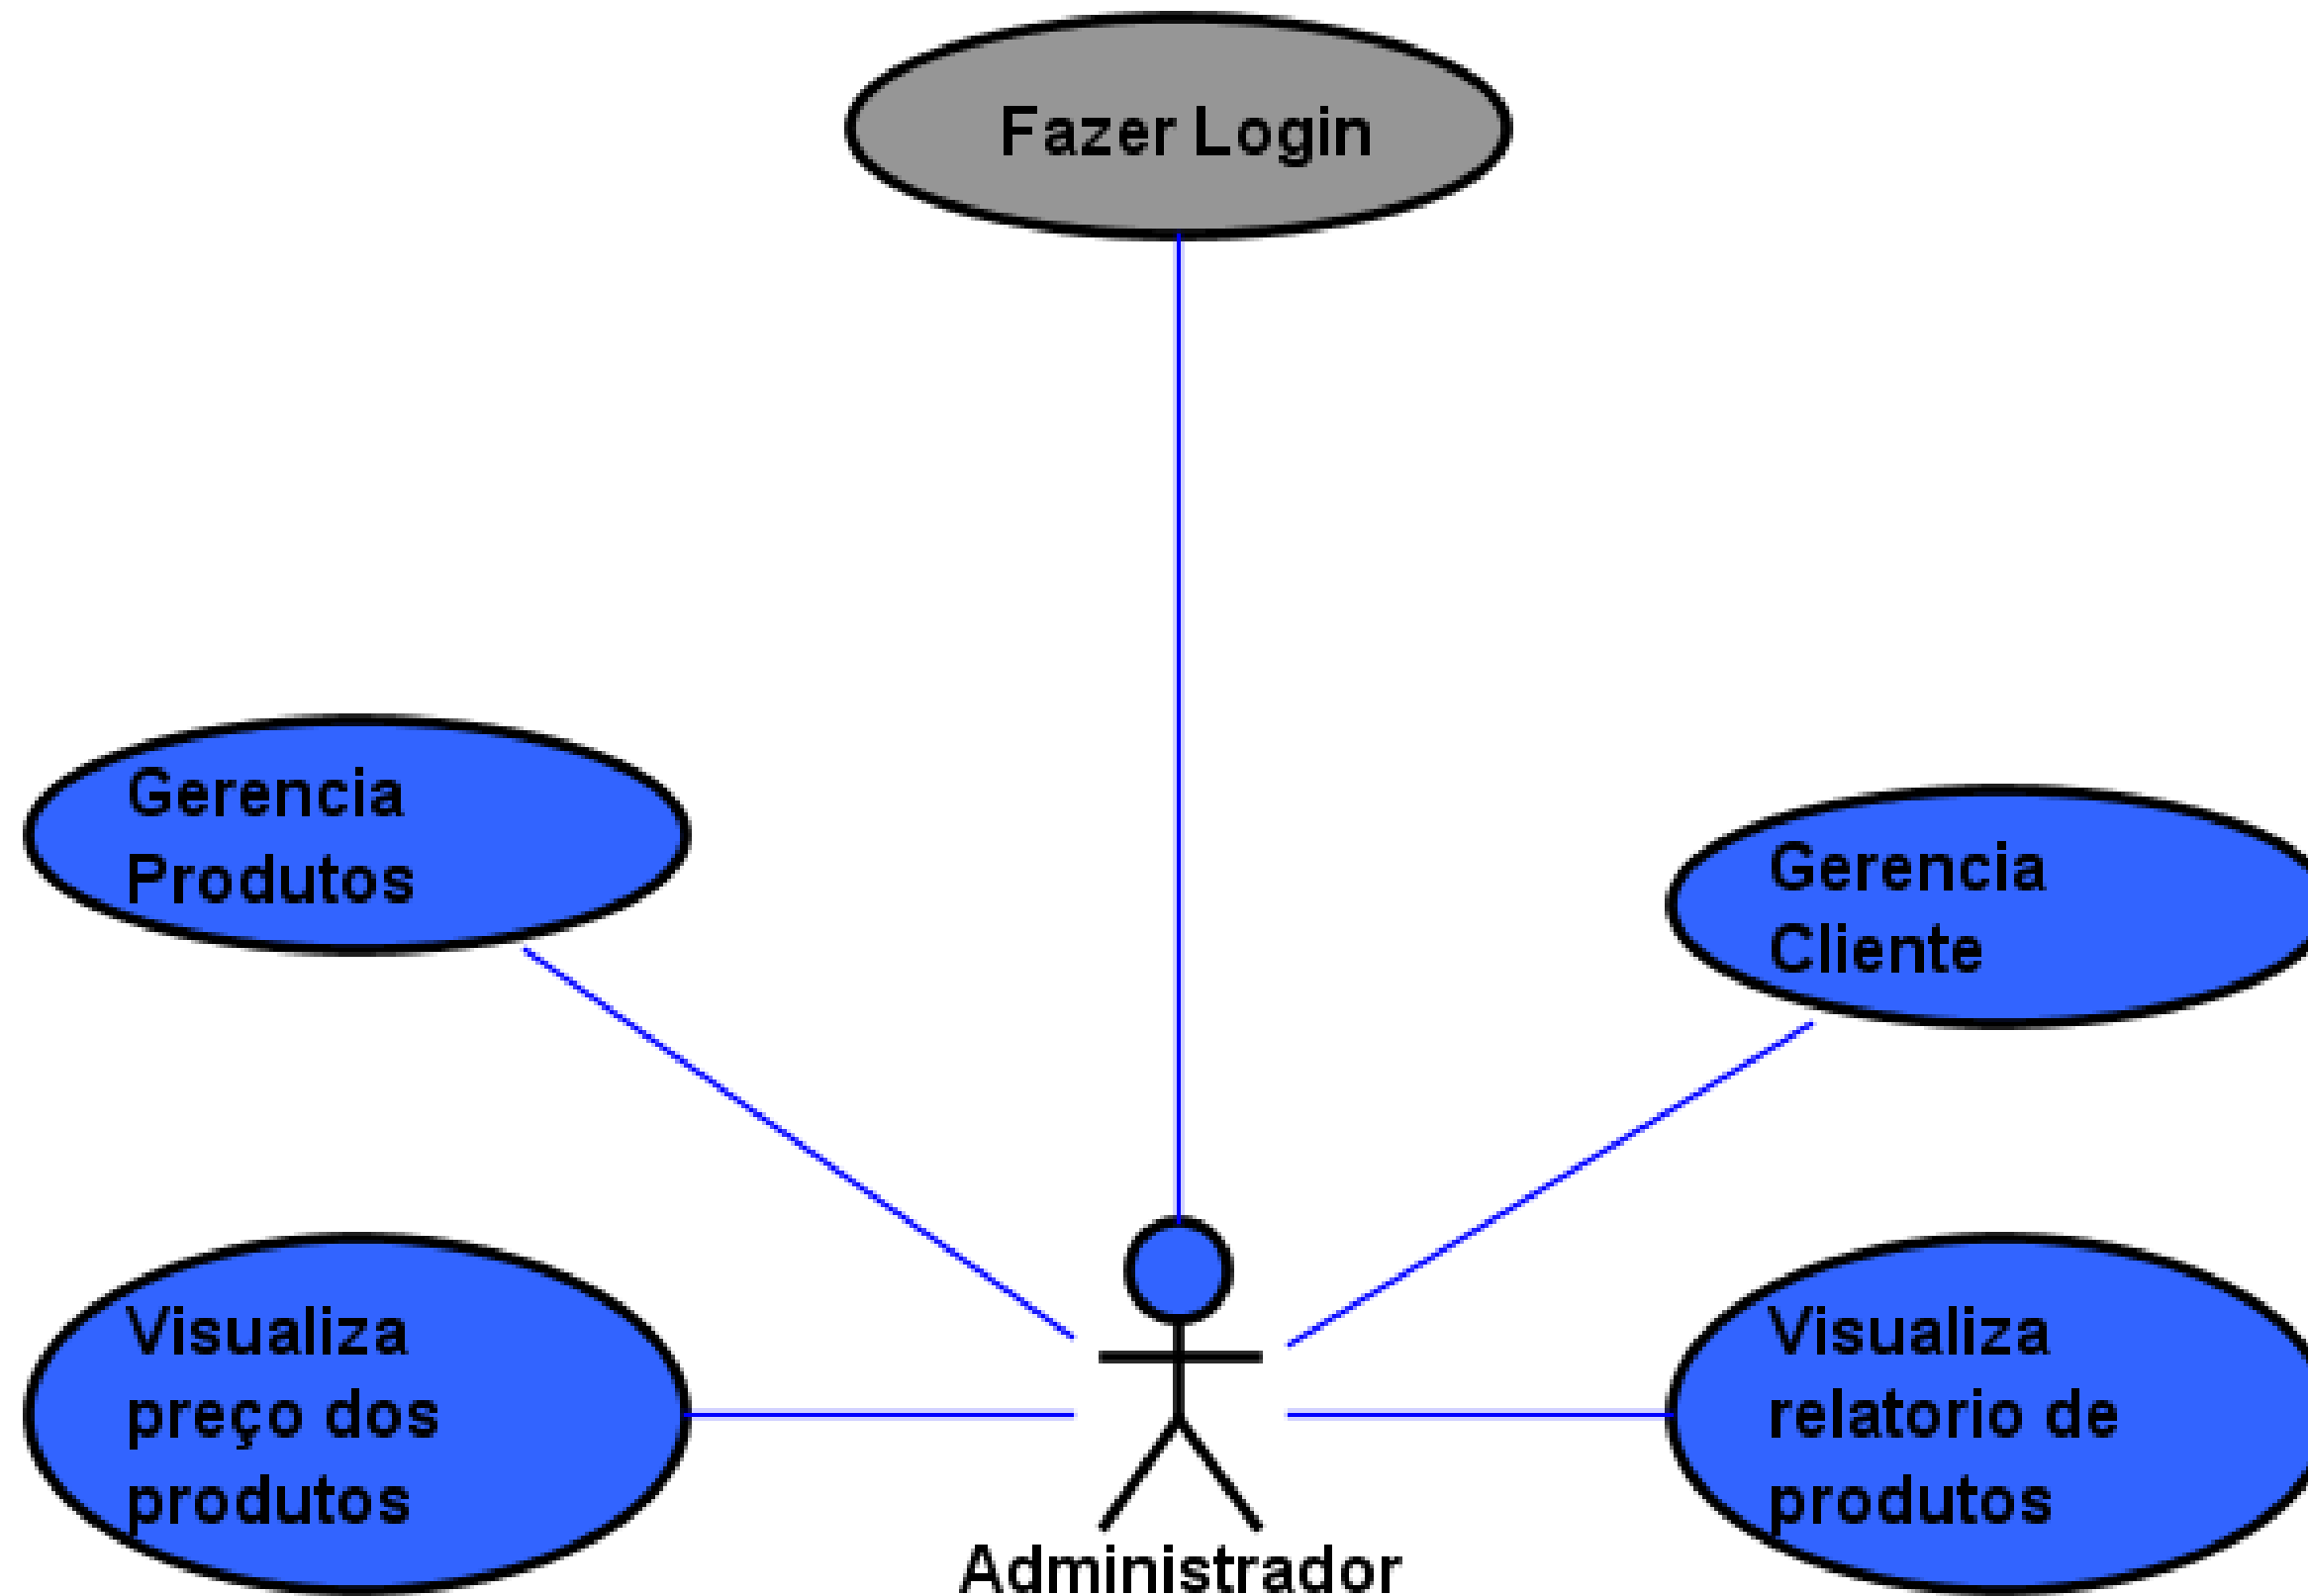 Fazer Login
Gerencia
Produtos
Gerencia
Cliente
Visualiza
preço dos
produtos
Visualiza
relatorio de
produtos
Administrador